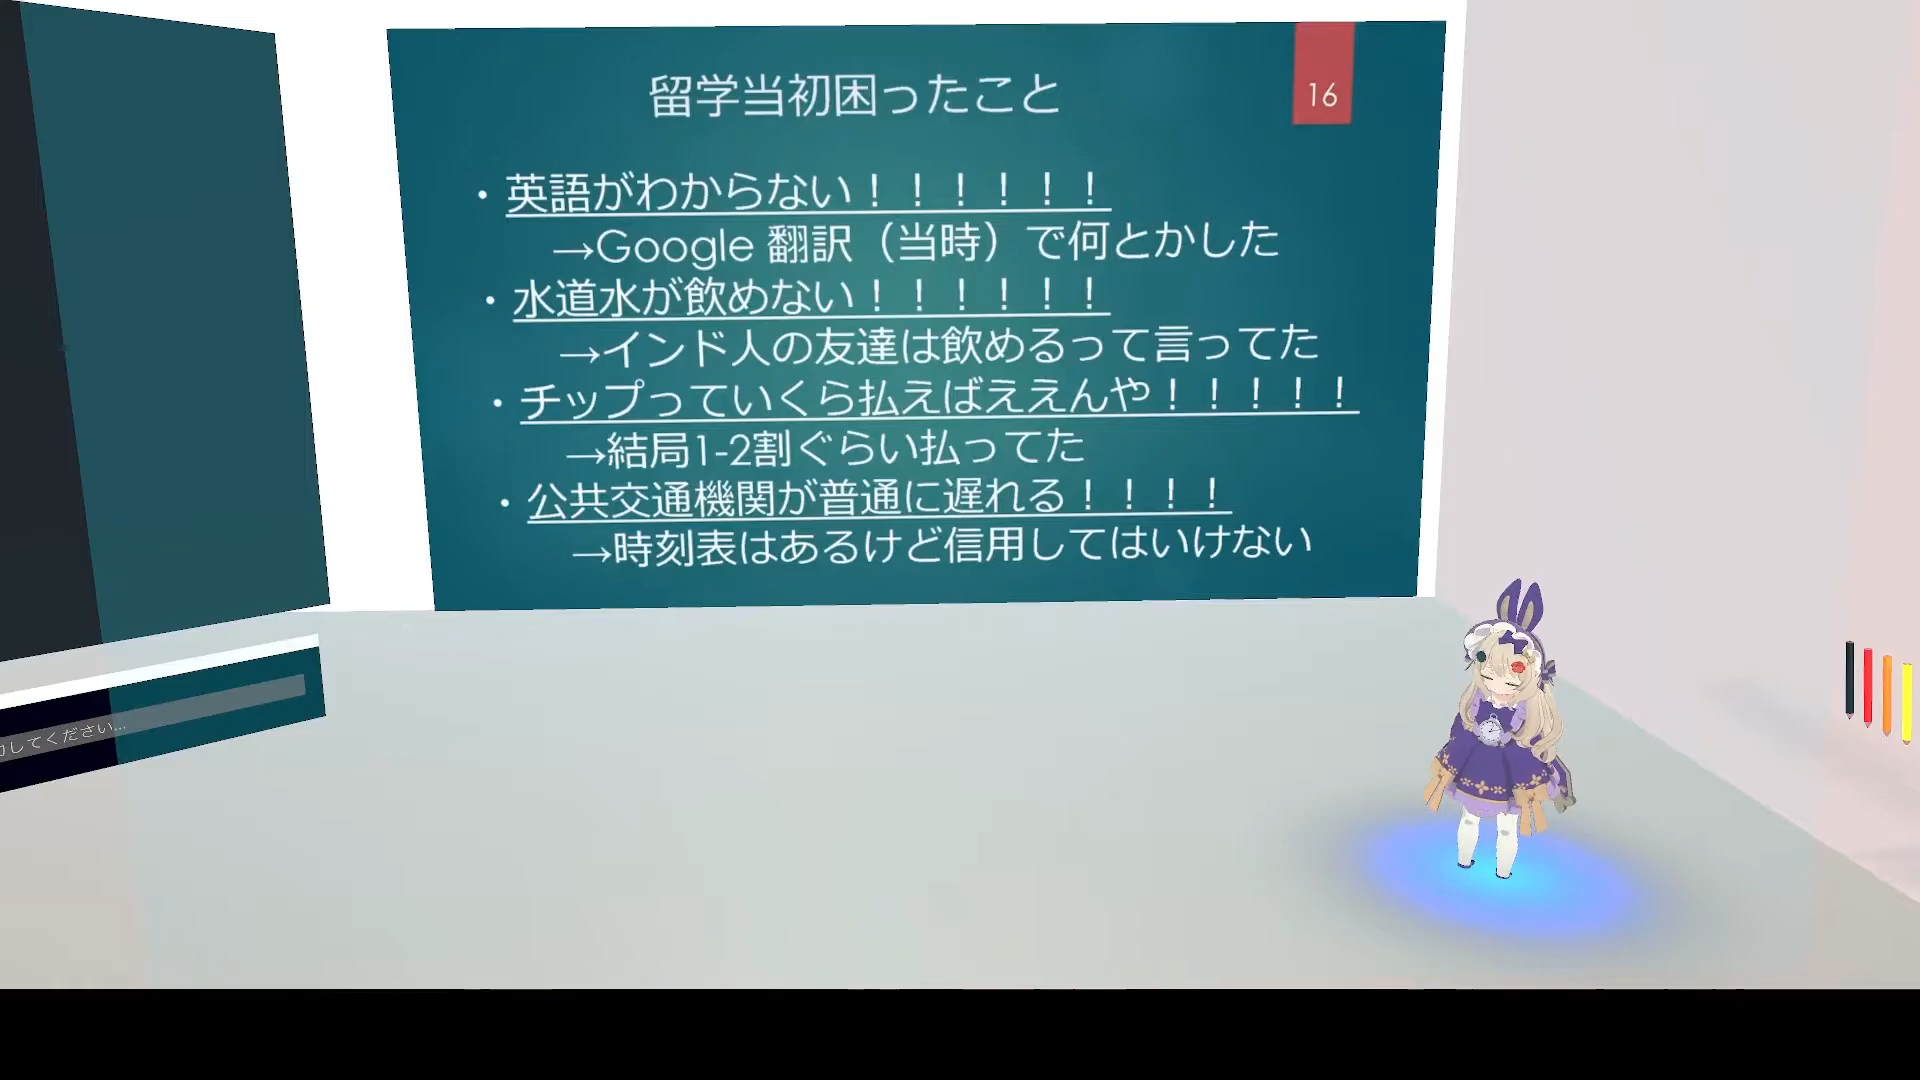 留学当初困ったこと
16
・英語がわからない！！！！！！
→Google 翻訳（当時）で何とかした
・水道水が飲めない！！！！！！
→インド人の友達は飲めるって言ってた
・チップっていくら払えばええんや！！！！！
→結局1-2割ぐらい払ってた
・公共交通機関が普通に遅れる！！！！
→時刻表はあるけど信用してはいけない
してください...